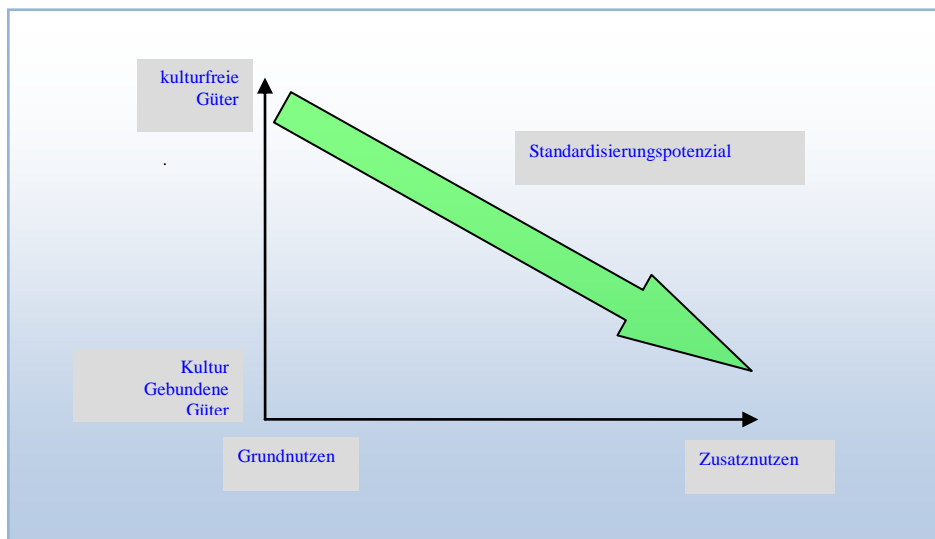 kulturfreie
Güter
Standardisierungspotenzial
Kultur
Gebundene
Güter
Grundnutzen
Zusatznutzen